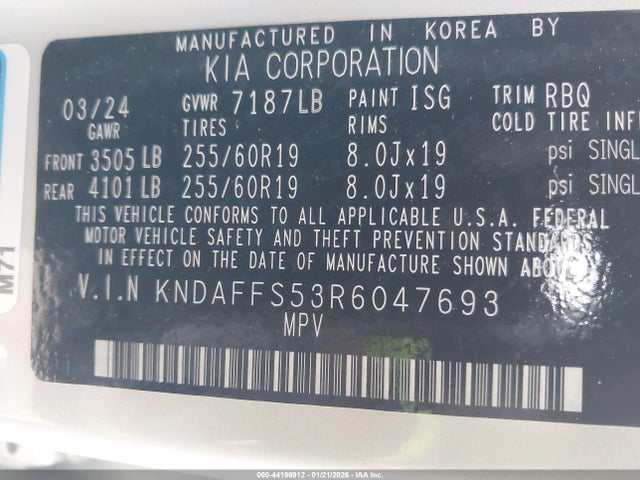 MANUFACTURED IN KOREA BY
KIA CORPORATION
03/24 GVWR 7187LB PAINT ISG TRIM RBQ
GAWR TIRES RIMS COLD TIRE INFL
FRONT 3505 LB 255/60R19 8.0Jx19 psi SINGL
REAR 4101 LB 255/60R19 8.0Jx19 psi SINGL
THIS VEHICLE CONFORMS TO ALL APPLICABLE U.S.A. FEDERAL
MOTOR VEHICLE SAFETY AND THEFT PREVENTION STANDARDS
IN EFFECT ON THE DATE OF MANUFACTURE SHOWN ABOVE
V.I.N KNDAFFS53R6047693
MPV
M71
000-44196812 - 01/21/2026 - IAA Inc.